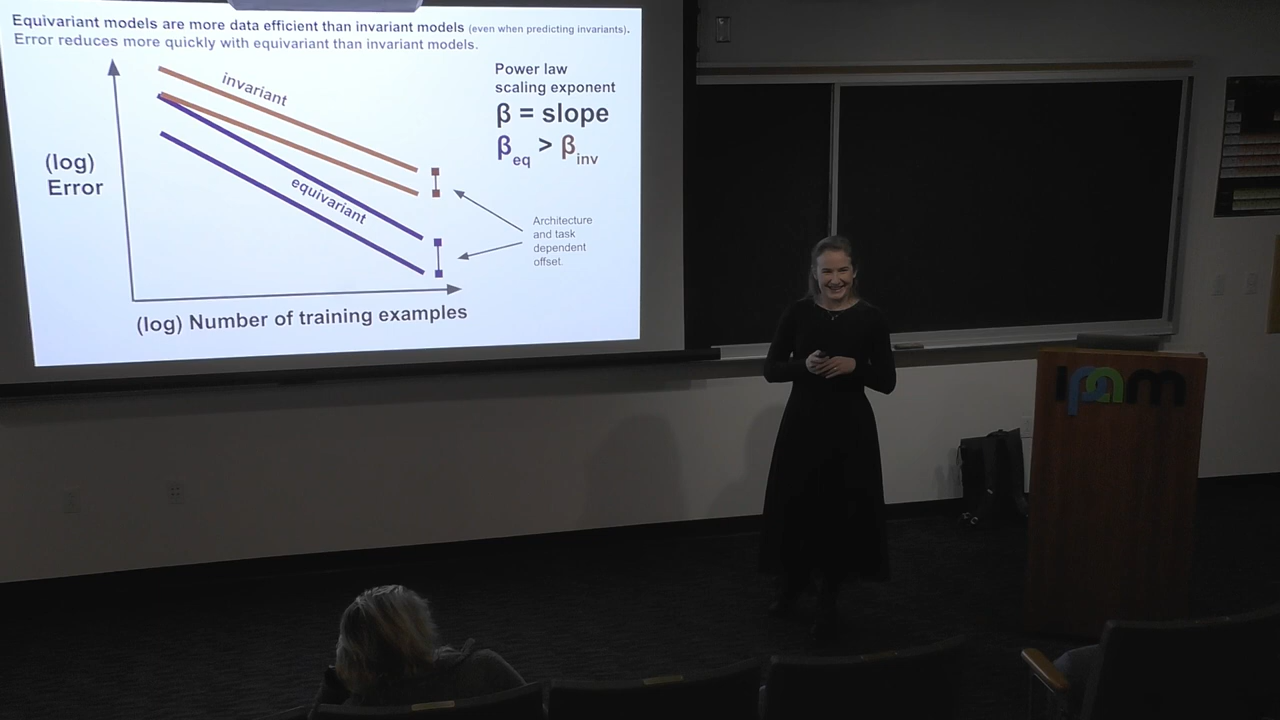 Equivariant models are more data efficient than invariant models (even when predicting invariants).
Error reduces more quickly with equivariant than invariant models.
invariant
equivariant
(log)
Error
(log) Number of training examples
Power law
scaling exponent
β = slope
βeq > βinv
Architecture
and task
dependent
offset.
ipam